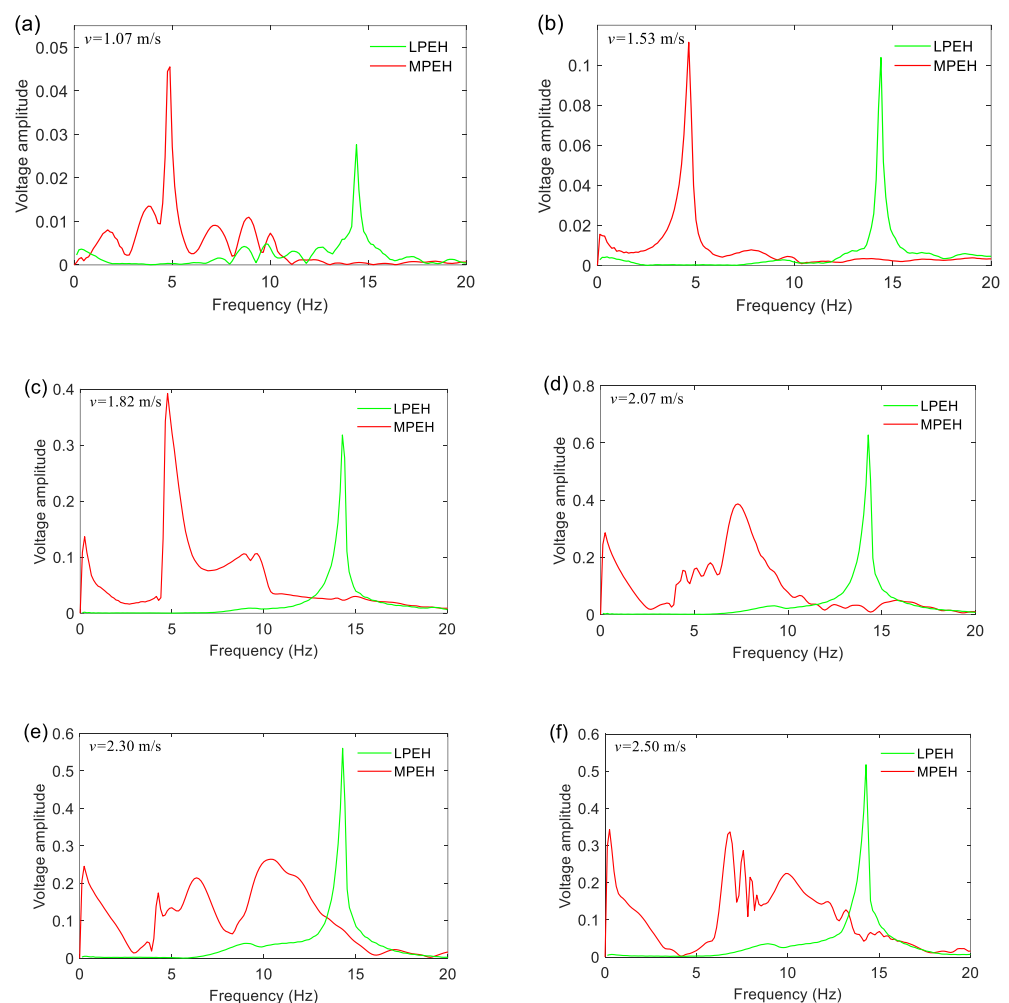 (a)
v=1.07 m/s
LPEH
MPEH
0.05
0.04
0.03
0.02
0.01
0
Voltage amplitude
0 5 10 15 20
Frequency (Hz)
(b)
v=1.53 m/s
LPEH
MPEH
0.1
0.08
0.06
0.04
0.02
0
Voltage amplitude
0 5 10 15 20
Frequency (Hz)
(c)
v=1.82 m/s
LPEH
MPEH
0.4
0.3
0.2
0.1
0
Voltage amplitude
0 5 10 15 20
Frequency (Hz)
(d)
v=2.07 m/s
LPEH
MPEH
0.8
0.6
0.4
0.2
0
Voltage amplitude
0 5 10 15 20
Frequency (Hz)
(e)
v=2.30 m/s
LPEH
MPEH
0.6
0.5
0.4
0.3
0.2
0.1
0
Voltage amplitude
0 5 10 15 20
Frequency (Hz)
(f)
v=2.50 m/s
LPEH
MPEH
0.6
0.5
0.4
0.3
0.2
0.1
0
Voltage amplitude
0 5 10 15 20
Frequency (Hz)